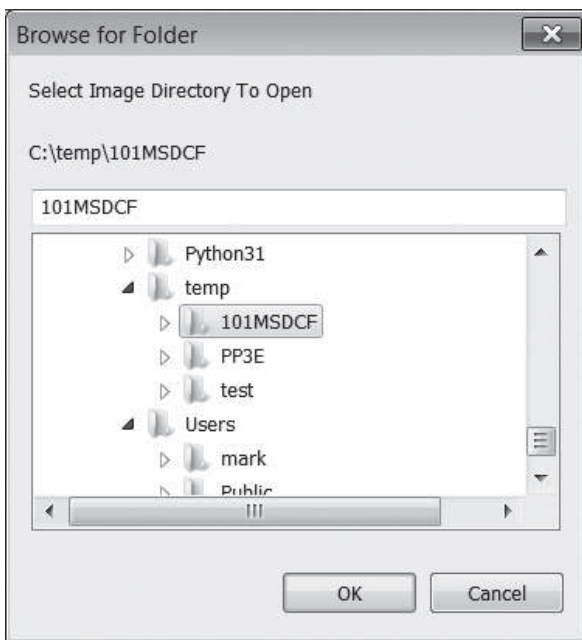 Browse for Folder
Select Image Directory To Open
C:\temp\101MSDCF
101MSDCF
Python31
temp
101MSDCF
PP3E
test
Users
mark
Public
OK
Cancel